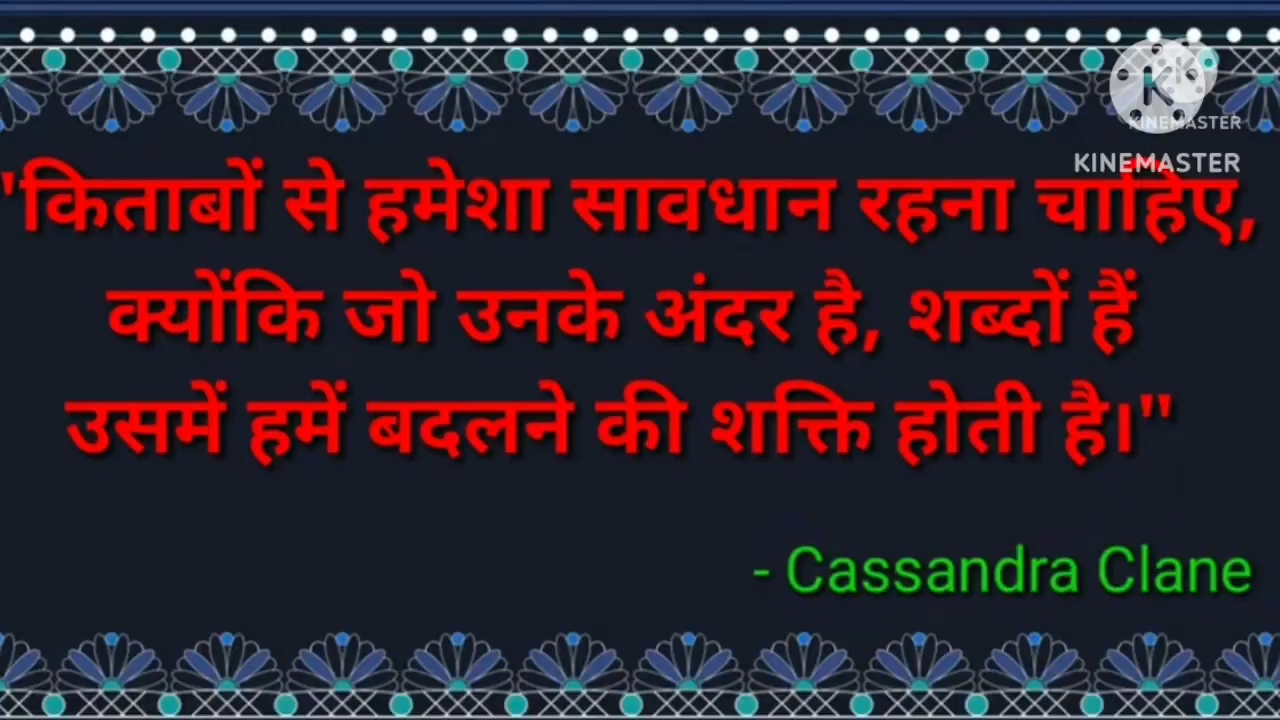 KINEMASTER
KINEMASTER
"किताबों से हमेशा सावधान रहना चाहिए,
क्योंकि जो उनके अंदर है, शब्दों हैं
उसमें हमें बदलने की शक्ति होती है।"
- Cassandra Clane